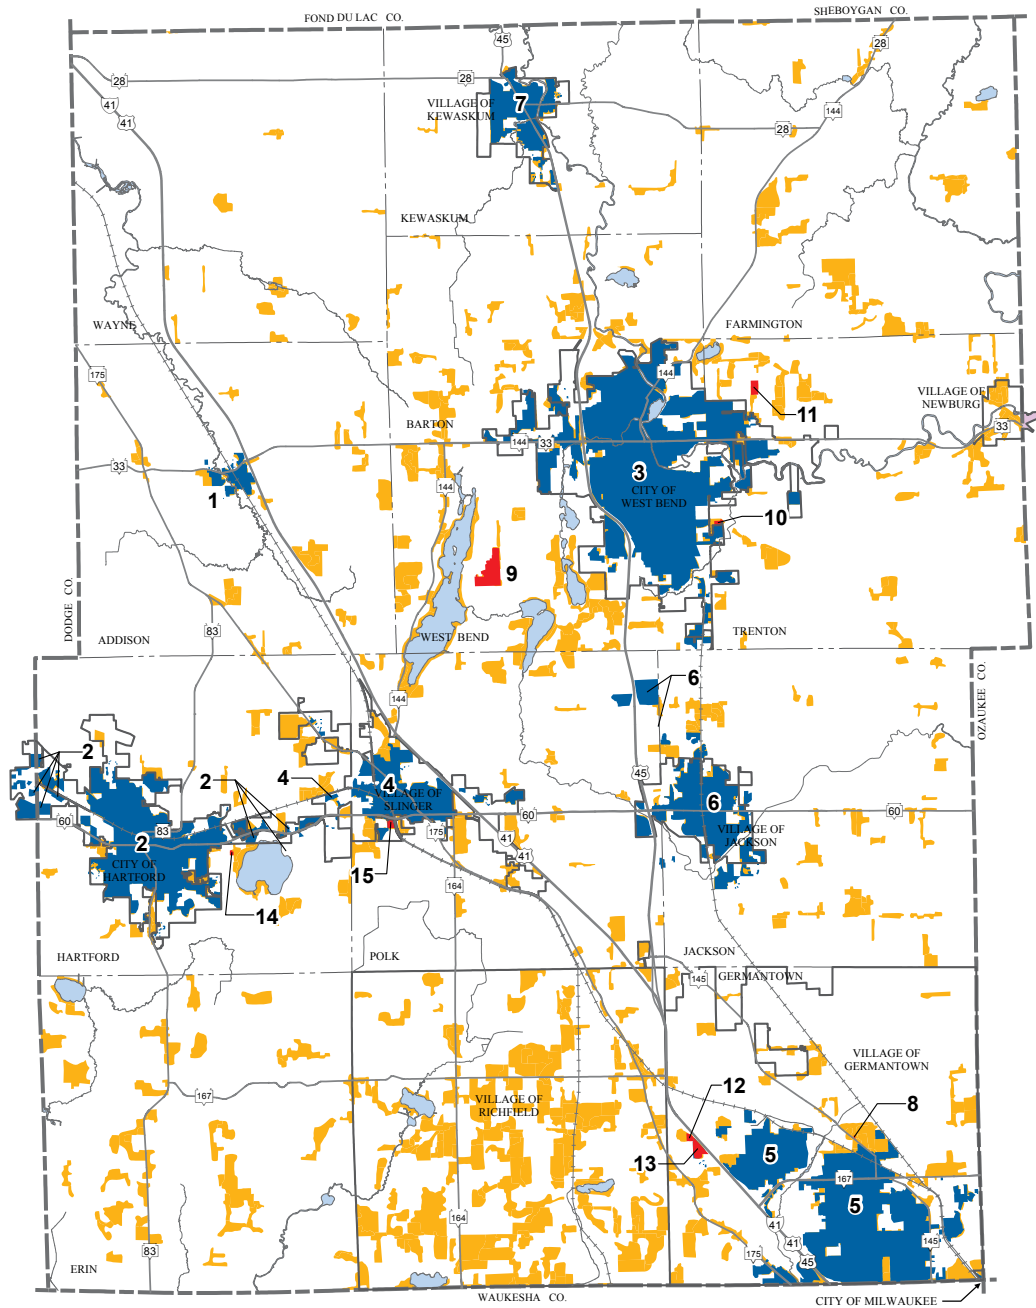 FOND DU LAC CO.
SHEBOYGAN CO.
45
28
28
28
41
41
7
VILLAGE OF
KEWASKUM
144
28
KEWASKUM
WAYNE
FARMINGTON
175
144
VILLAGE OF
NEWBURG
11
BARTON
33
144
33
33
3
CITY OF
WEST BEND
144
1
10
9
DODGE CO.
83
ADDISON
WEST BEND
TRENTON
OZAUKEE CO.
6
144
2
2
4
4
VILLAGE OF
SLINGER
45
6
VILLAGE OF
JACKSON
60
60
60
83
175
41
41
2
CITY OF
HARTFORD
15
164
14
HARTFORD
POLK
JACKSON
GERMANTOWN
145
VILLAGE OF
GERMANTOWN
167
VILLAGE OF
RICHFIELD
12
8
13
5
167
5
164
83
41
41
45
175
145
ERIN
WAUKESHA CO.
CITY OF MILWAUKEE